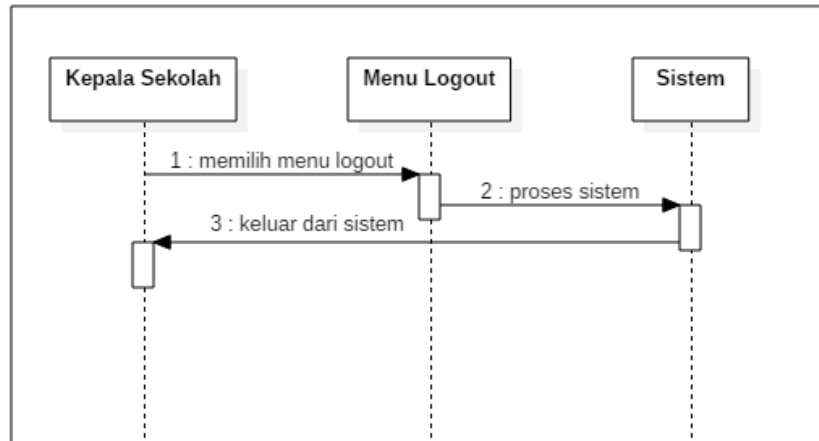 Kepala Sekolah
Menu Logout
Sistem
1 : memilih menu logout
2 : proses sistem
3 : keluar dari sistem